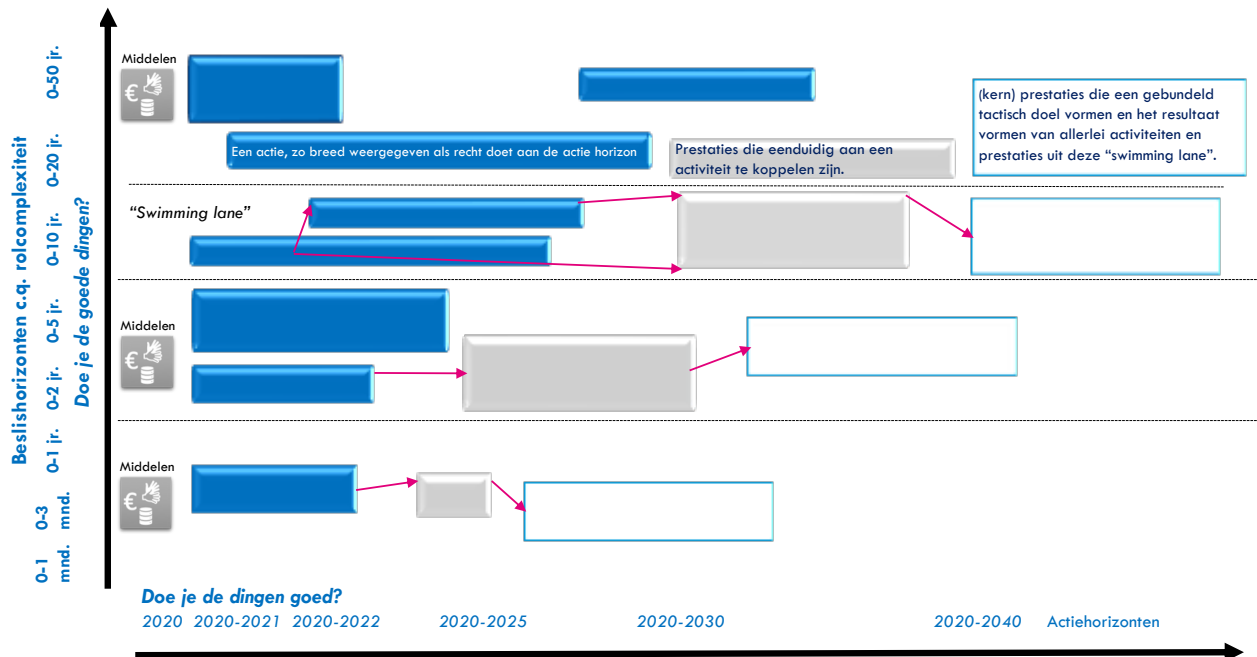 Beslishorizonten c.q. rolcomplexiteit
Doe je de goede dingen?
0-50 jr.
0-20 jr.
0-10 jr.
0-5 jr.
0-2 jr.
0-1 jr.
0-3
mnd.
0-1
mnd.
Middelen
€
(kern) prestaties die een gebundeld
tactisch doel vormen en het resultaat
vormen van allerlei activiteiten en
prestaties uit deze “swimming lane”.
Een actie, zo breed weergegeven als recht doet aan de actie horizon
Prestaties die eenduidig aan een
activiteit te koppelen zijn.
“Swimming lane”
Middelen
€
Middelen
€
Doe je de dingen goed?
2020 2020-2021 2020-2022 2020-2025 2020-2030 2020-2040 Actiehorizonten